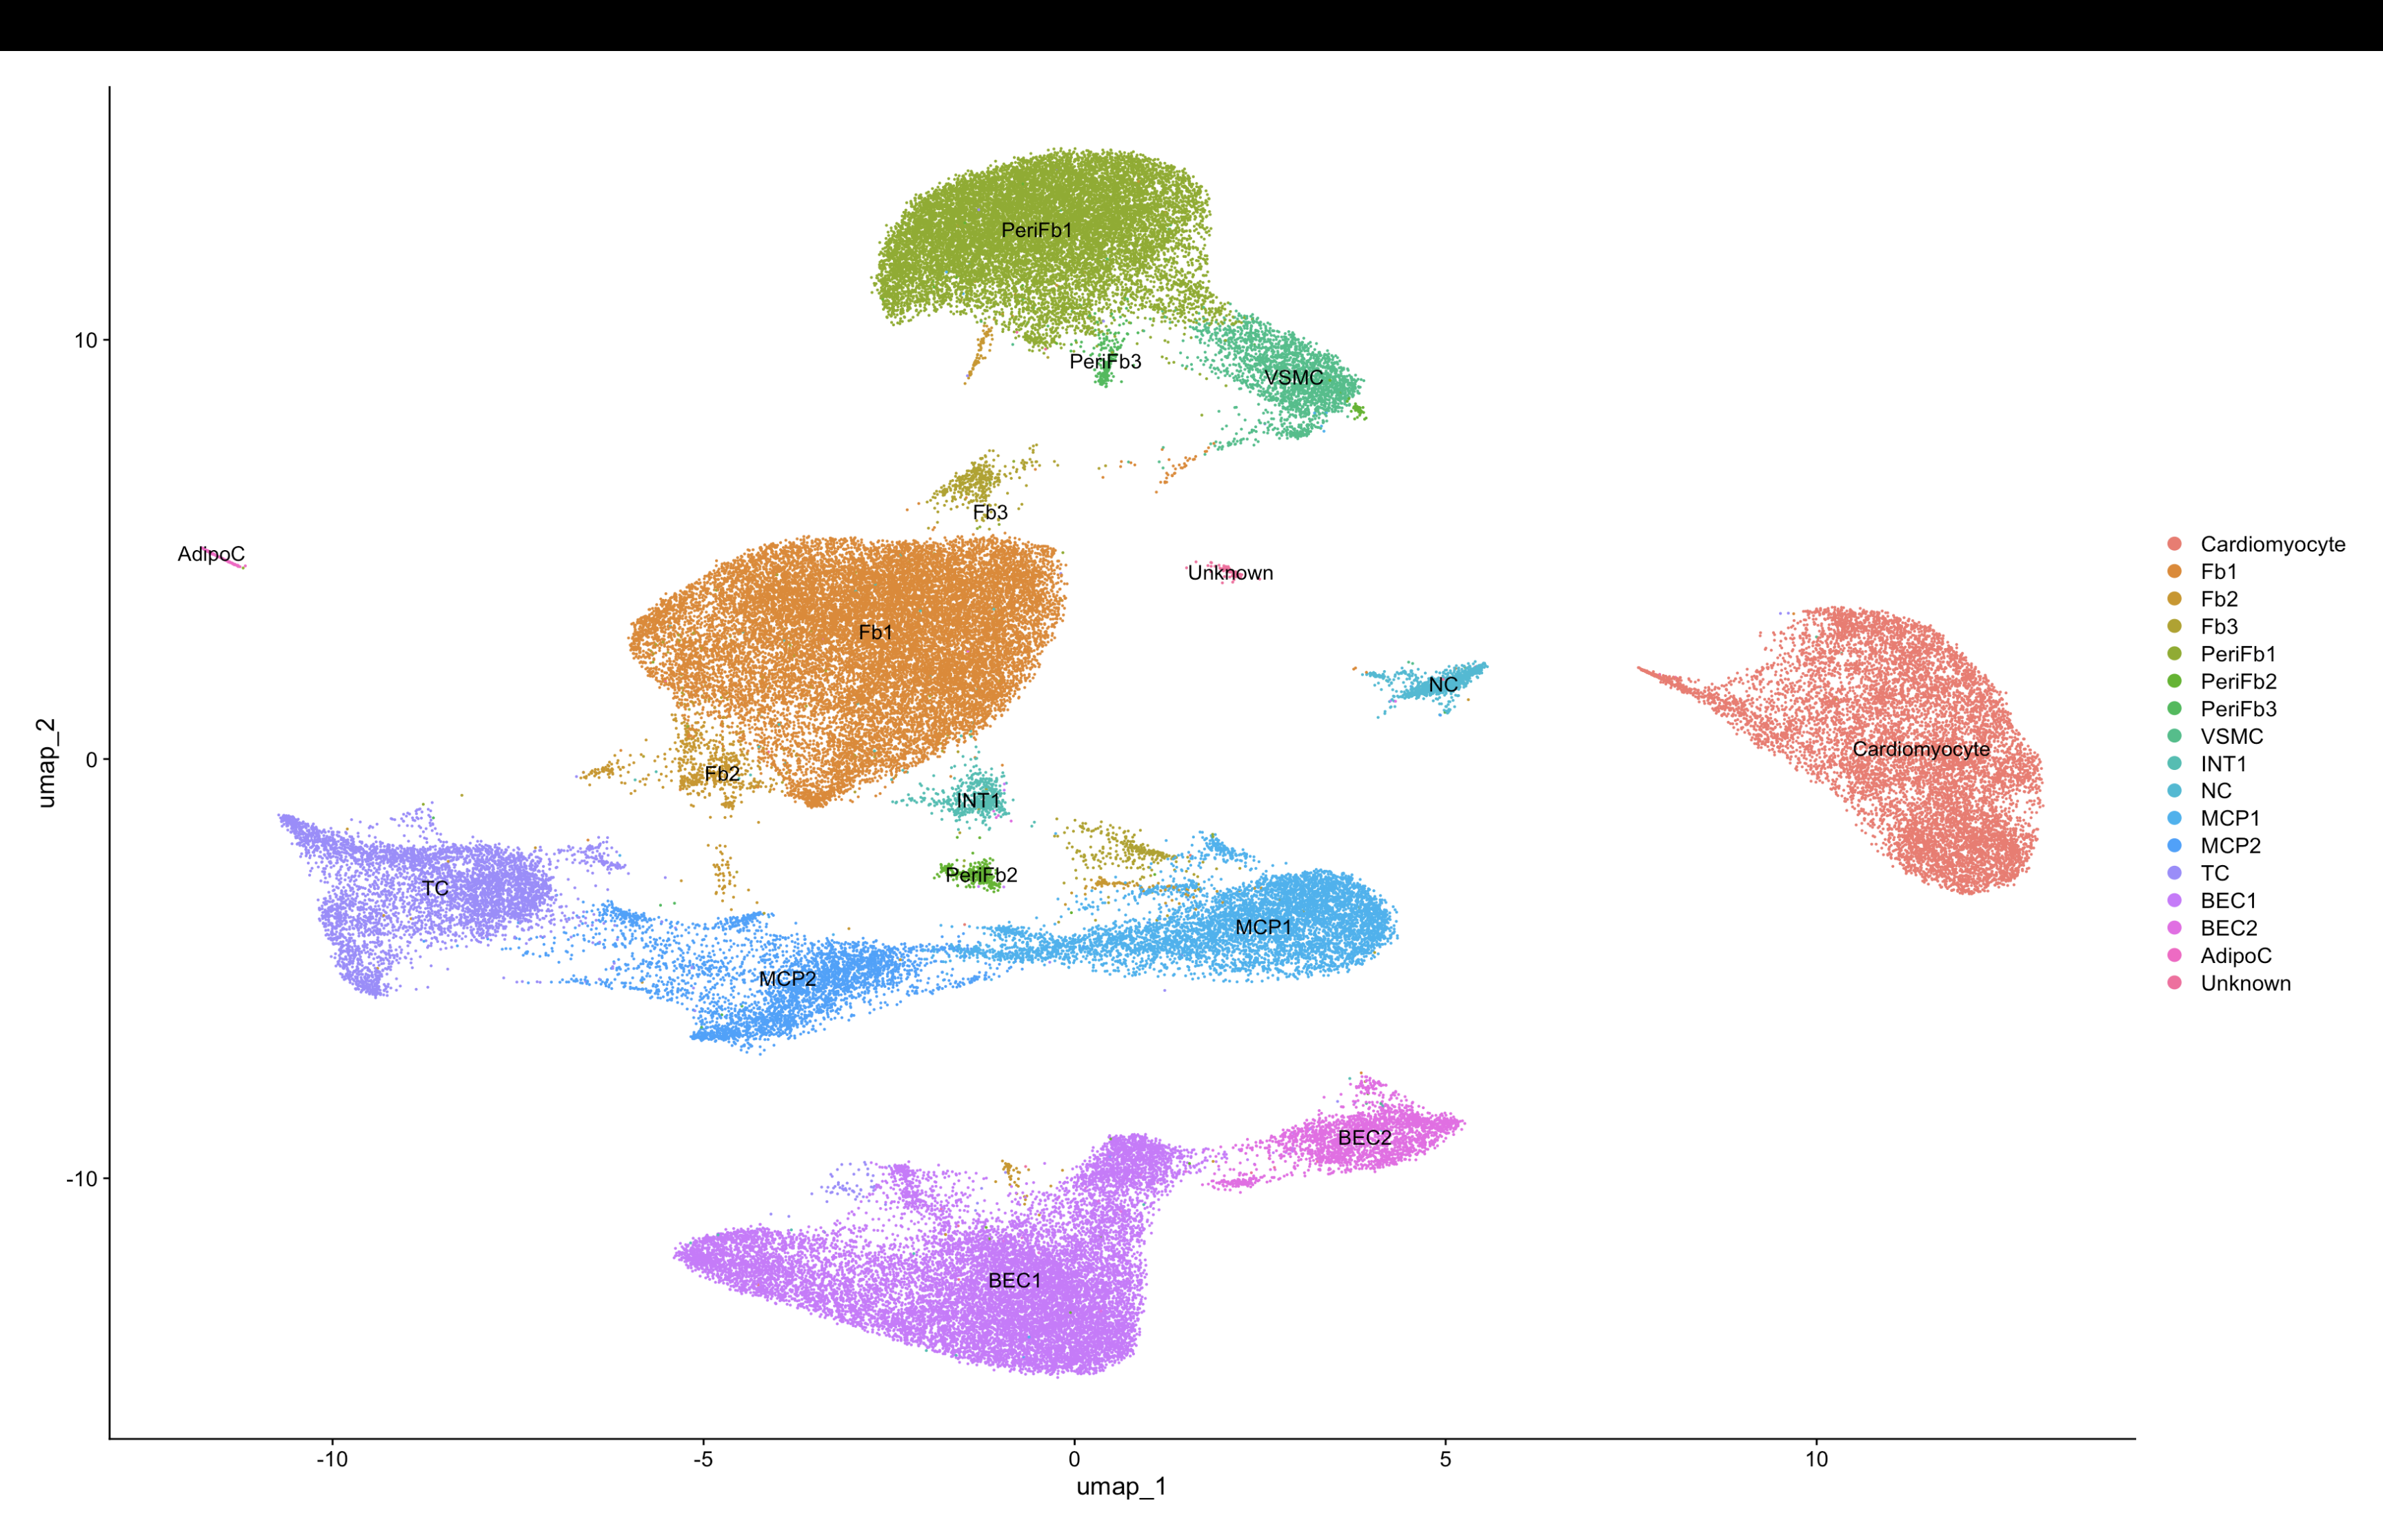 PeriFb1
10
PeriFb3
VSMC
Fb3
AdipoC
Unknown
Fb1
NC
Cardiomyocyte
0
Fb2
INT1
PeriFb2
TC
MCP1
MCP2
BEC2
-10
BEC1
umap_2
-10
-5
0
5
10
umap_1
Cardiomyocyte
Fb1
Fb2
Fb3
PeriFb1
PeriFb2
PeriFb3
VSMC
INT1
NC
MCP1
MCP2
TC
BEC1
BEC2
AdipoC
Unknown